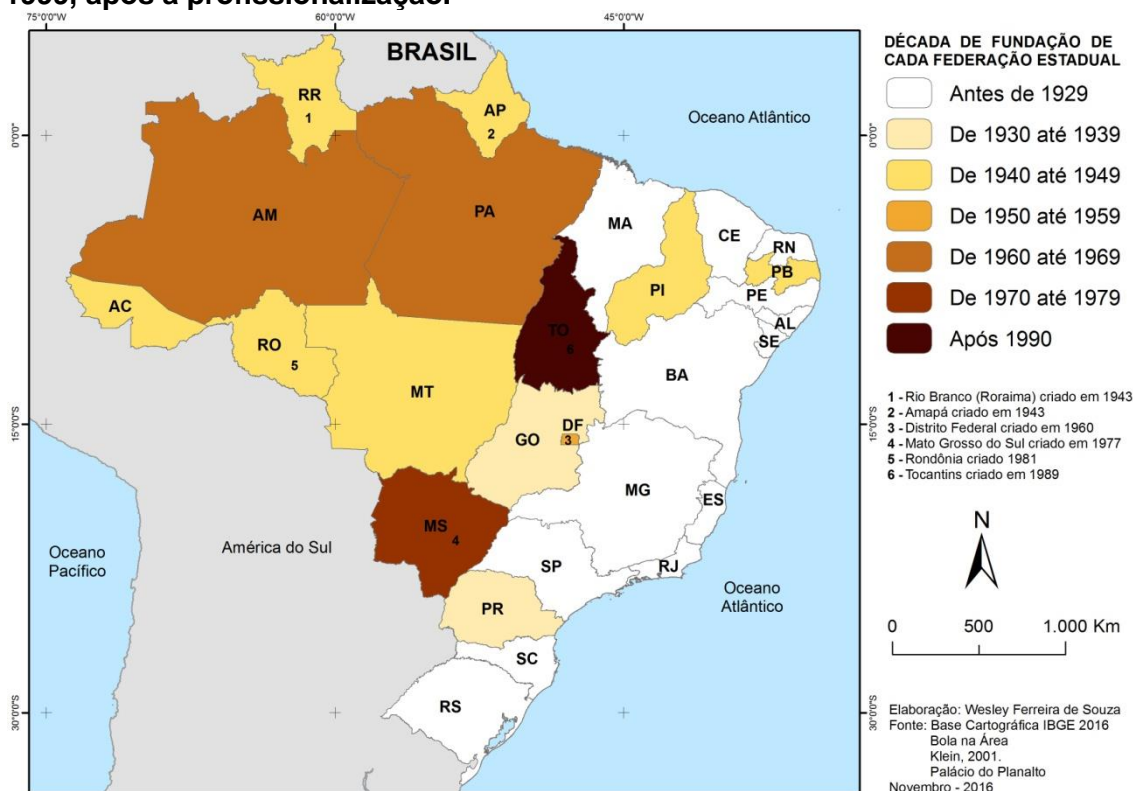 75°0'0"W
60°0'0"W
45°0'0"W
BRASIL
RR
1
AP
2
Oceano Atlântico
0°0'0"
0°0'0"
AM
PA
MA
CE
RN
PB
PI
PE
AC
AL
TO
6
SE
RO
5
BA
MT
15°0'0"S
15°0'0"S
GO
DF
3
MG
ES
MS
4
Oceano
Pacífico
América do Sul
SP
RJ
Oceano
Atlântico
PR
SC
RS
30°0'0"S
30°0'0"S
DÉCADA DE FUNDAÇÃO DE
CADA FEDERAÇÃO ESTADUAL
Antes de 1929
De 1930 até 1939
De 1940 até 1949
De 1950 até 1959
De 1960 até 1969
De 1970 até 1979
Após 1990
1 - Rio Branco (Roraima) criado em 1943
2 - Amapá criado em 1943
3 - Distrito Federal criado em 1960
4 - Mato Grosso do Sul criado em 1977
5 - Rondônia criado 1981
6 - Tocantins criado em 1989
N
0 500 1.000 Km
Elaboração: Wesley Ferreira de Souza
Fonte: Base Cartográfica IBGE 2016
Bola na Área
Klein, 2001.
Palácio do Planalto
Novembro - 2016